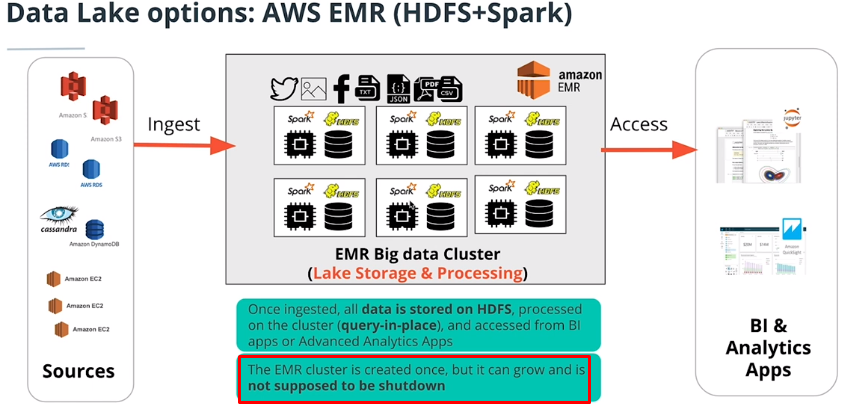 Data Lake options: AWS EMR (HDFS+Spark)
Amazon S
Amazon S3
AWS RDS
AWS RDS
cassandra
Amazon DynamoDB
Amazon EC2
Amazon EC2
Amazon EC2
Sources
Ingest
TXT
{;}
JSON
PDF
CSV
amazon
EMR
Spark HDFS
Spark HDFS
Spark HDFS
Spark HDFS
Spark HDFS
Spark HDFS
EMR Big data Cluster
(Lake Storage & Processing)
Once ingested, all data is stored on HDFS, processed
on the cluster (query-in-place), and accessed from BI
apps or Advanced Analytics Apps
The EMR cluster is created once, but it can grow and is
not supposed to be shutdown
Access
jupyter
Amazon
QuickSight
BI &
Analytics
Apps